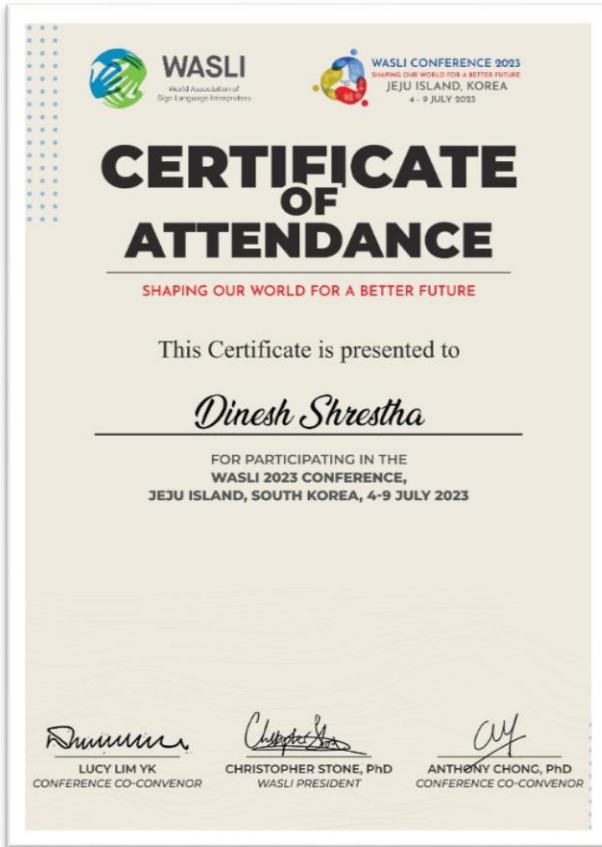 WASLI
World Association of
Sign Language Interpreters
WASLI CONFERENCE 2023
SHAPING OUR WORLD FOR A BETTER FUTURE
JEJU ISLAND, KOREA
4 - 9 JULY 2023
CERTIFICATE
OF
ATTENDANCE
SHAPING OUR WORLD FOR A BETTER FUTURE
This Certificate is presented to
Dinesh Shrestha
FOR PARTICIPATING IN THE
WASLI 2023 CONFERENCE,
JEJU ISLAND, SOUTH KOREA, 4-9 JULY 2023
LUCY LIM YK
CONFERENCE CO-CONVENOR
CHRISTOPHER STONE, PhD
WASLI PRESIDENT
ANTHONY CHONG, PhD
CONFERENCE CO-CONVENOR